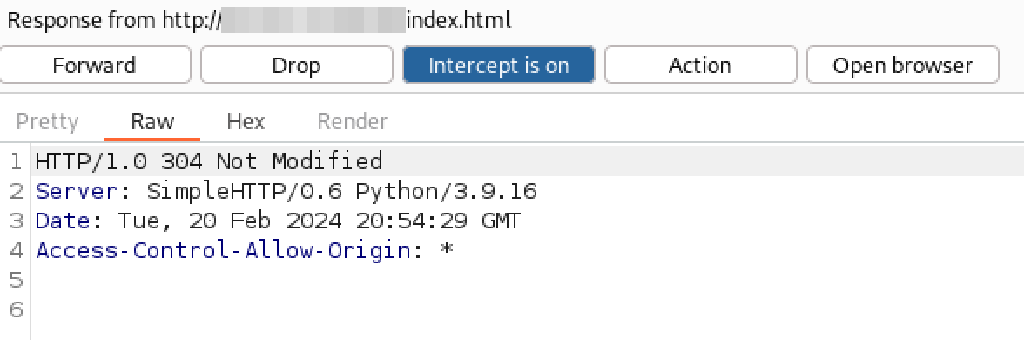 Response from http://index.html
Forward Drop Intercept is on Action Open browser
Pretty Raw Hex Render
1 HTTP/1.0 304 Not Modified
2 Server: SimpleHTTP/0.6 Python/3.9.16
3 Date: Tue, 20 Feb 2024 20:54:29 GMT
4 Access-Control-Allow-Origin: *
5
6